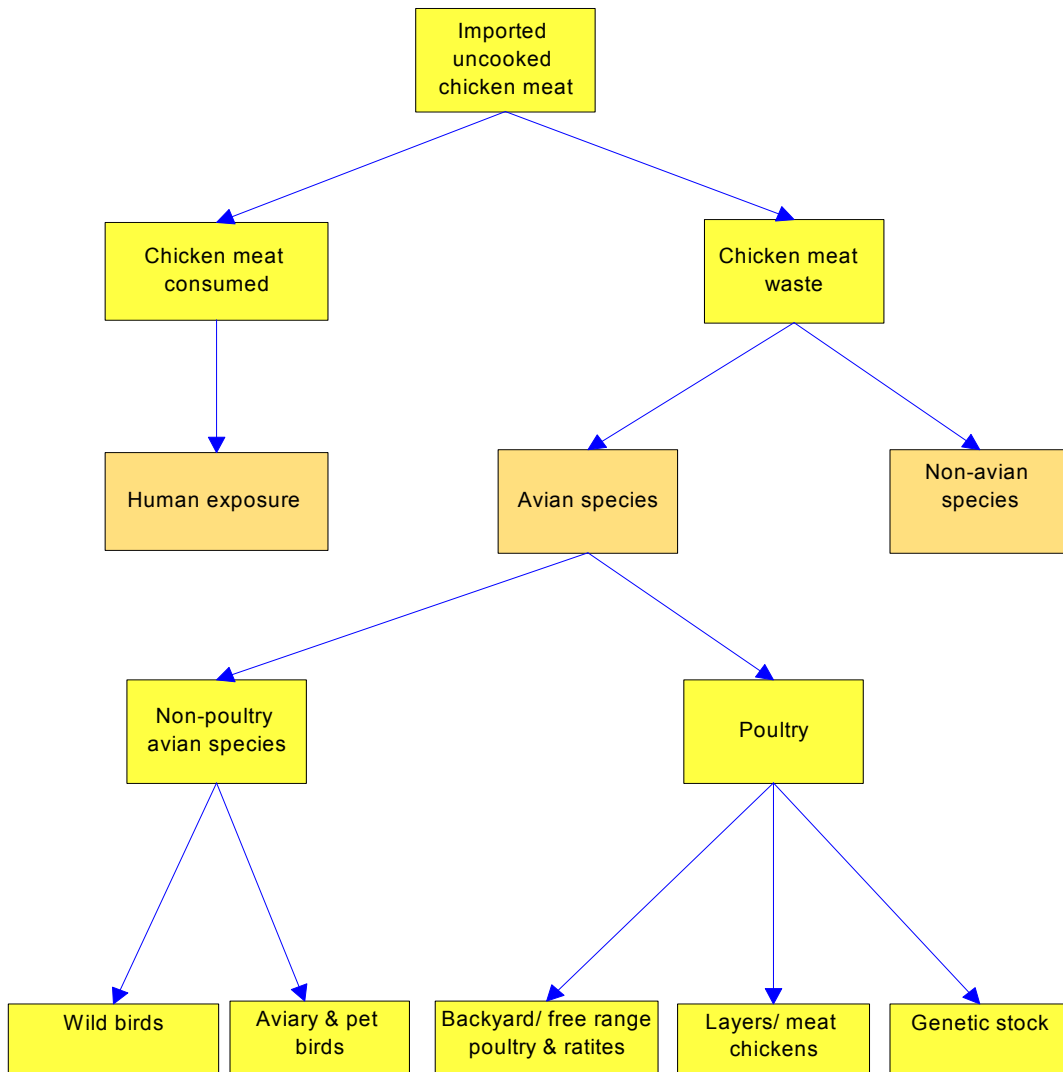 Imported
uncooked
chicken meat
Chicken meat
consumed
Chicken meat
waste
Human exposure
Avian species
Non-avian
species
Non-poultry
avian species
Poultry
Wild birds
Aviary & pet
birds
Backyard/ free range
poultry & ratites
Layers/ meat
chickens
Genetic stock